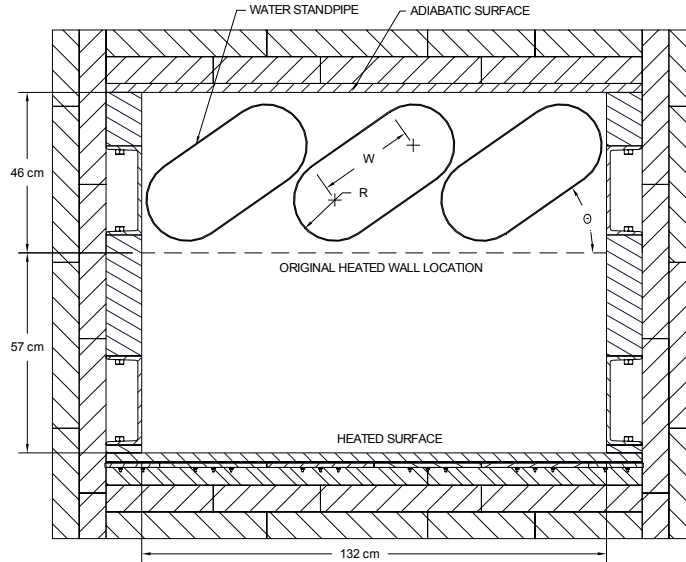 WATER STANDPIPE
ADIABATIC SURFACE
46 cm
W
R
Θ
ORIGINAL HEATED WALL LOCATION
57 cm
HEATED SURFACE
132 cm